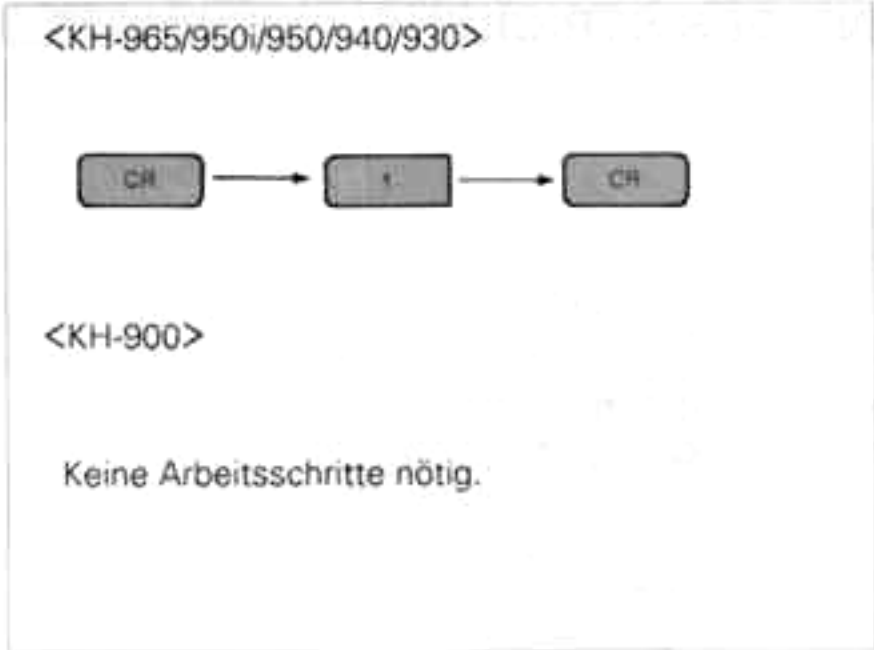 <KH-965/950i/950/940/930>
CR CR
<KH-900>
Keine Arbeitsschritte nötig.